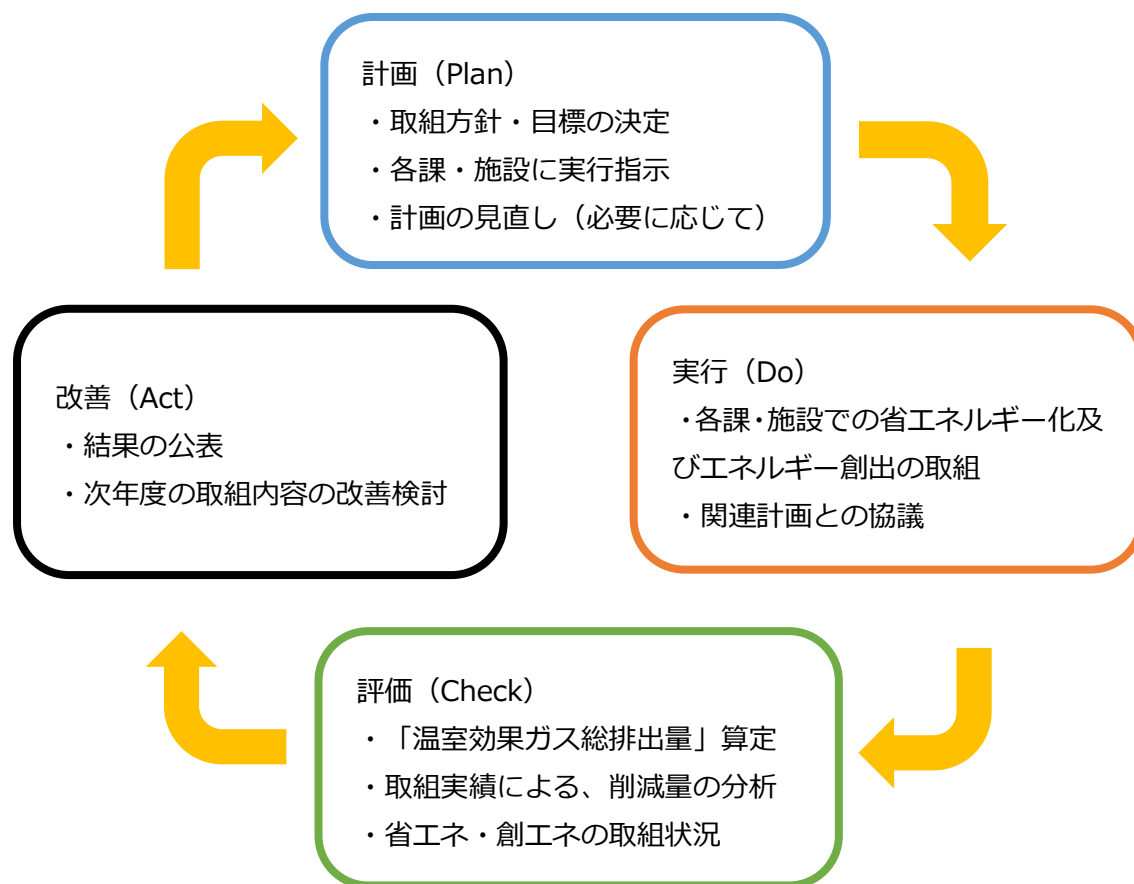 計画（Plan）
・取組方針・目標の決定
・各課・施設に実行指示
・計画の見直し（必要に応じて）
実行（Do）
・各課・施設での省エネルギー化及
びエネルギー創出の取組
・関連計画との協議
評価（Check）
・「温室効果ガス総排出量」算定
・取組実績による、削減量の分析
・省エネ・創エネの取組状況
改善（Act）
・結果の公表
・次年度の取組内容の改善検討